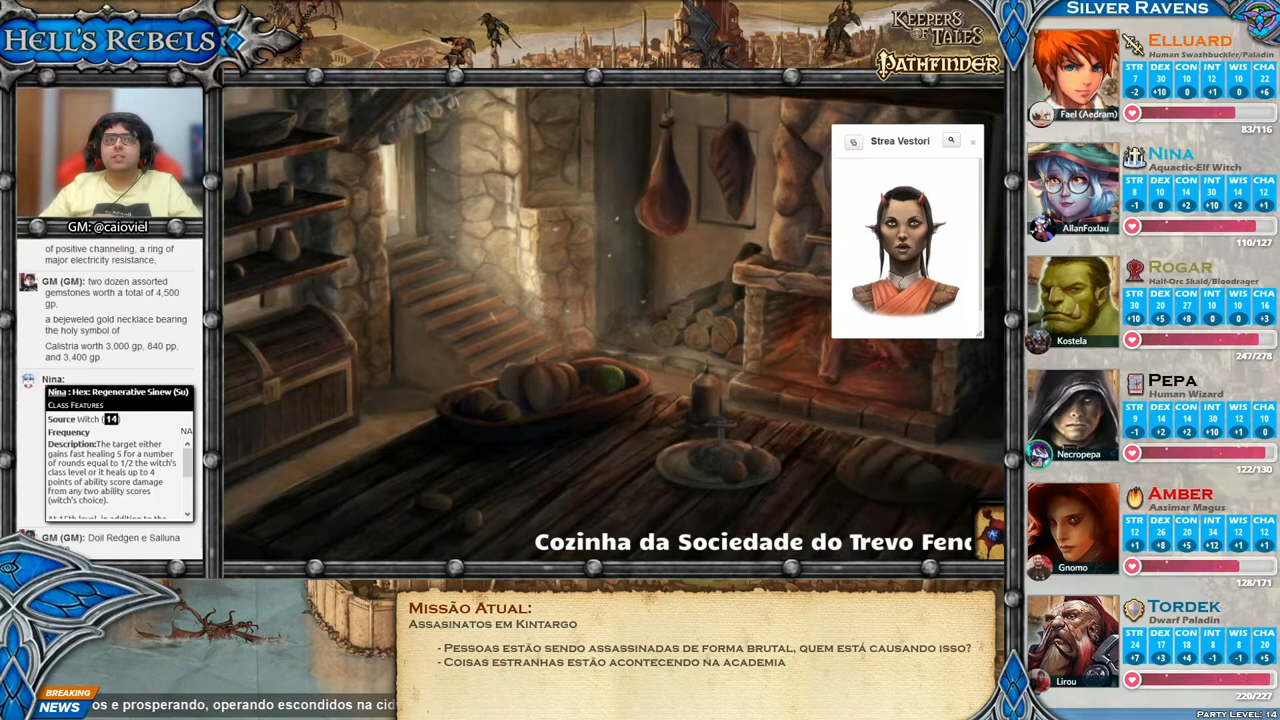 HELL'S REBELS
KEEPERS OF TALES
PATHFINDER
GM: @caioviel
of positive channeling, a ring of
major electricity resistance,
GM (GM): two dozen assorted
gemstones worth a total of 4,500
gp,
a bejeweled gold necklace bearing
the holy symbol of
Calistria worth 3,000 gp, 840 pp,
and 3,400 gp.
Nina:
Nina : Hex: Regenerative Sinew (Su)
CLASS FEATURES
Source Witch (14)
Frequency NA
Description:The target either
gains fast healing 5 for a number
of rounds equal to 1/2 the witch's
class level or it heals up to 4
points of ability score damage
from any two ability scores
(witch's choice).
GM (GM): Doil Redgen e Sailuna
Strea Vestori
Cozinha da Sociedade do Trevo Fend
MISSÃO ATUAL:
ASSASINATOS EM KINTARGO
- PESSOAS ESTÃO SENDO ASSASSINADAS DE FORMA BRUTAL, QUEM ESTÁ CAUSANDO ISSO?
- COISAS ESTRANHAS ESTÃO ACONTECENDO NA ACADEMIA
BREAKING
NEWS
os e prosperando, operando escondidos na cid
SILVER RAVENS
ELLUARD
Human Swashbuckler/Paladin
STR DEX CON INT WIS CHA
7 30 10 12 10 22
-2 +10 0 +1 0 +6
Fael (Aedram)
83/116
NINA
Aquactic-Elf Witch
STR DEX CON INT WIS CHA
8 10 14 30 14 12
-1 0 +2 +10 +2 +1
AllanFoxlau
110/127
ROGAR
Half-Orc Skald/Bloodrager
STR DEX CON INT WIS CHA
30 20 27 10 10 16
+10 +5 +8 0 0 +3
Kostela
247/278
PEPA
Human Wizard
STR DEX CON INT WIS CHA
9 14 14 30 12 10
-1 +2 +2 +10 +1 0
Necropepa
122/130
AMBER
Aasimar Magus
STR DEX CON INT WIS CHA
12 26 20 34 12 12
+1 +8 +5 +12 +1 +1
Gnomo
128/171
TORDEK
Dwarf Paladin
STR DEX CON INT WIS CHA
24 17 18 8 8 20
+7 +3 +4 -1 -1 +5
Lirou
220/227
PARTY LEVEL: 14